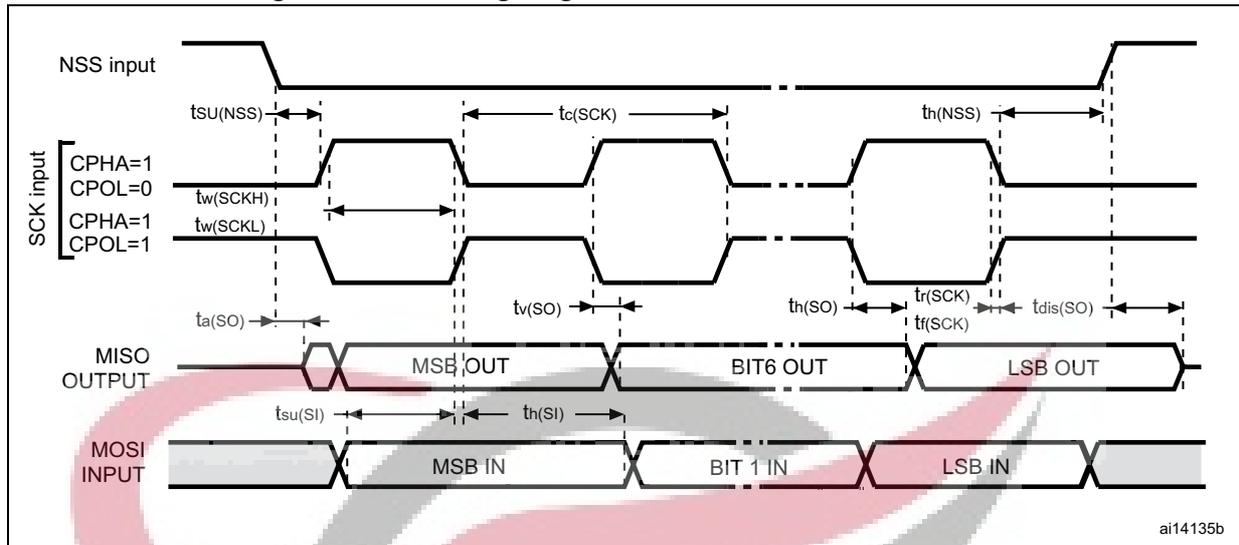 NSS input
tSU(NSS)
tc(SCK)
th(NSS)
SCK input
CPHA=1
CPOL=0
tw(SCKH)
CPHA=1
tw(SCKL)
CPOL=1
ta(SO)
tv(SO)
th(SO)
tr(SCK)
tf(SCK)
tdis(SO)
MISO
OUTPUT
MSB OUT
BIT6 OUT
LSB OUT
tsu(SI)
th(SI)
MOSI
INPUT
MSB IN
BIT 1 IN
LSB IN
ai14135b